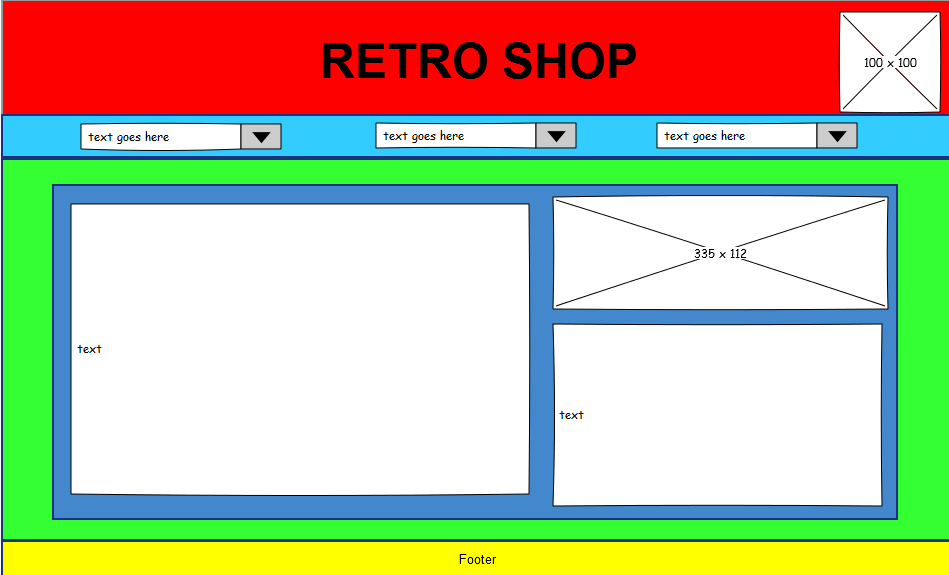 RETRO SHOP
100 x 100
text goes here
text goes here
text goes here
335 x 112
text
text
Footer